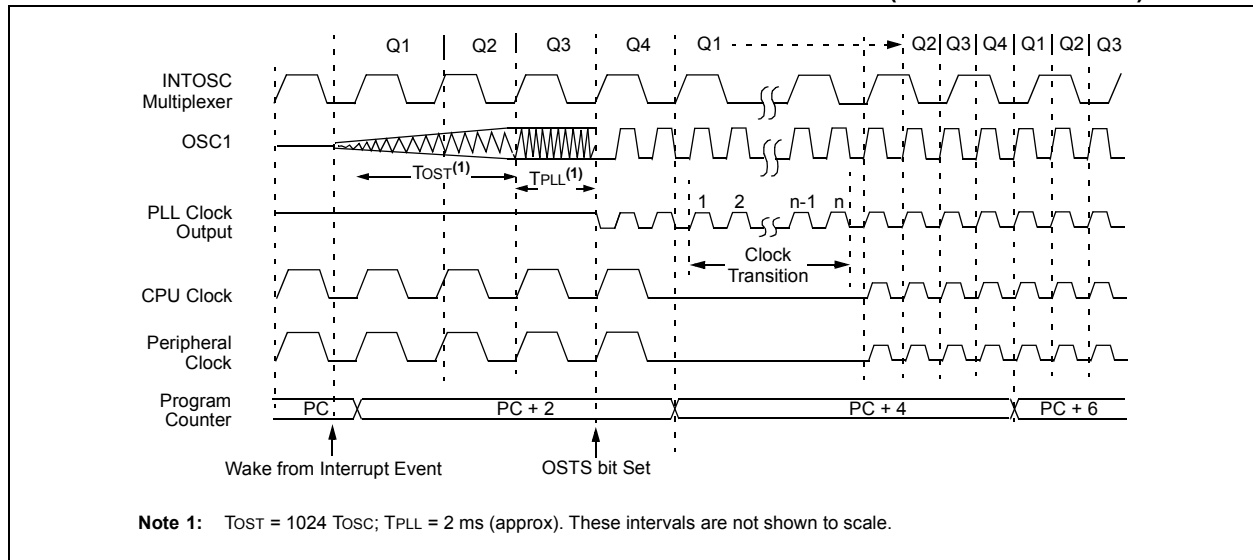 Q1 Q2 Q3 Q4 Q1 Q2 Q3 Q4 Q1 Q2 Q3
INTOSC
Multiplexer
OSC1
TOST(1)
TPLL(1)
PLL Clock
Output
1 2 n-1 n
Clock
Transition
CPU Clock
Peripheral
Clock
Program
Counter
PC PC + 2 PC + 4 PC + 6
Wake from Interrupt Event OSTS bit Set
Note 1: TOST = 1024 TOSC; TPLL = 2 ms (approx). These intervals are not shown to scale.